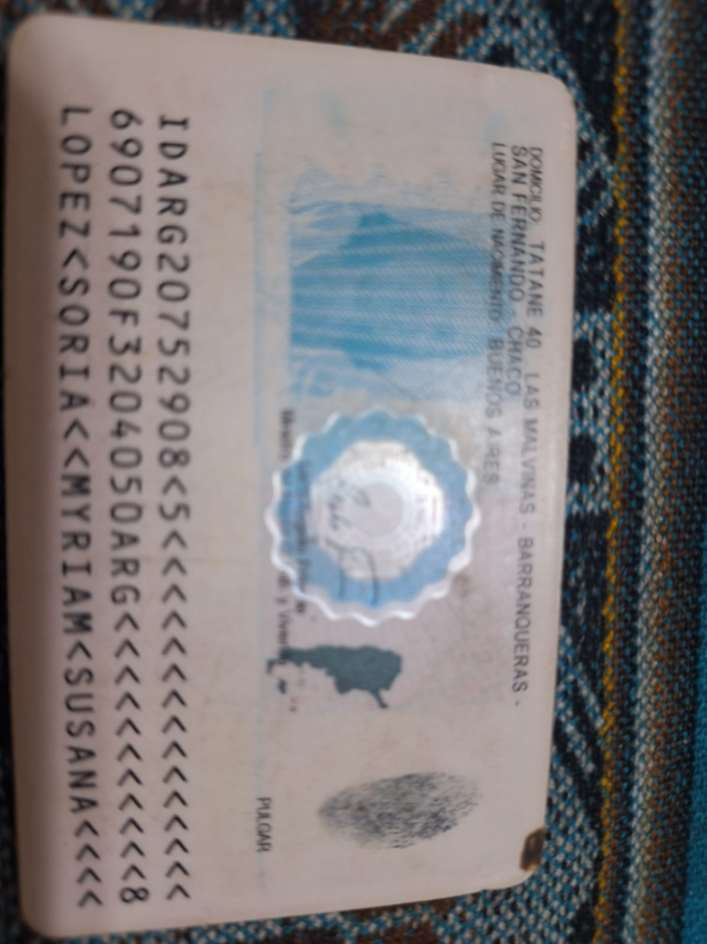 DOMICILIO: TATANE 40 LAS MALVINAS - BARRANQUERAS -
SAN FERNANDO - CHACO
LUGAR DE NACIMIENTO: BUENOS AIRES
PULGAR
IDARG20752908<5<<<<<<<<<<<<<<<
6907190F3204050ARG<<<<<<<<<<<8
LOPEZ<SORIA<<MYRIAM<SUSANA<<<<